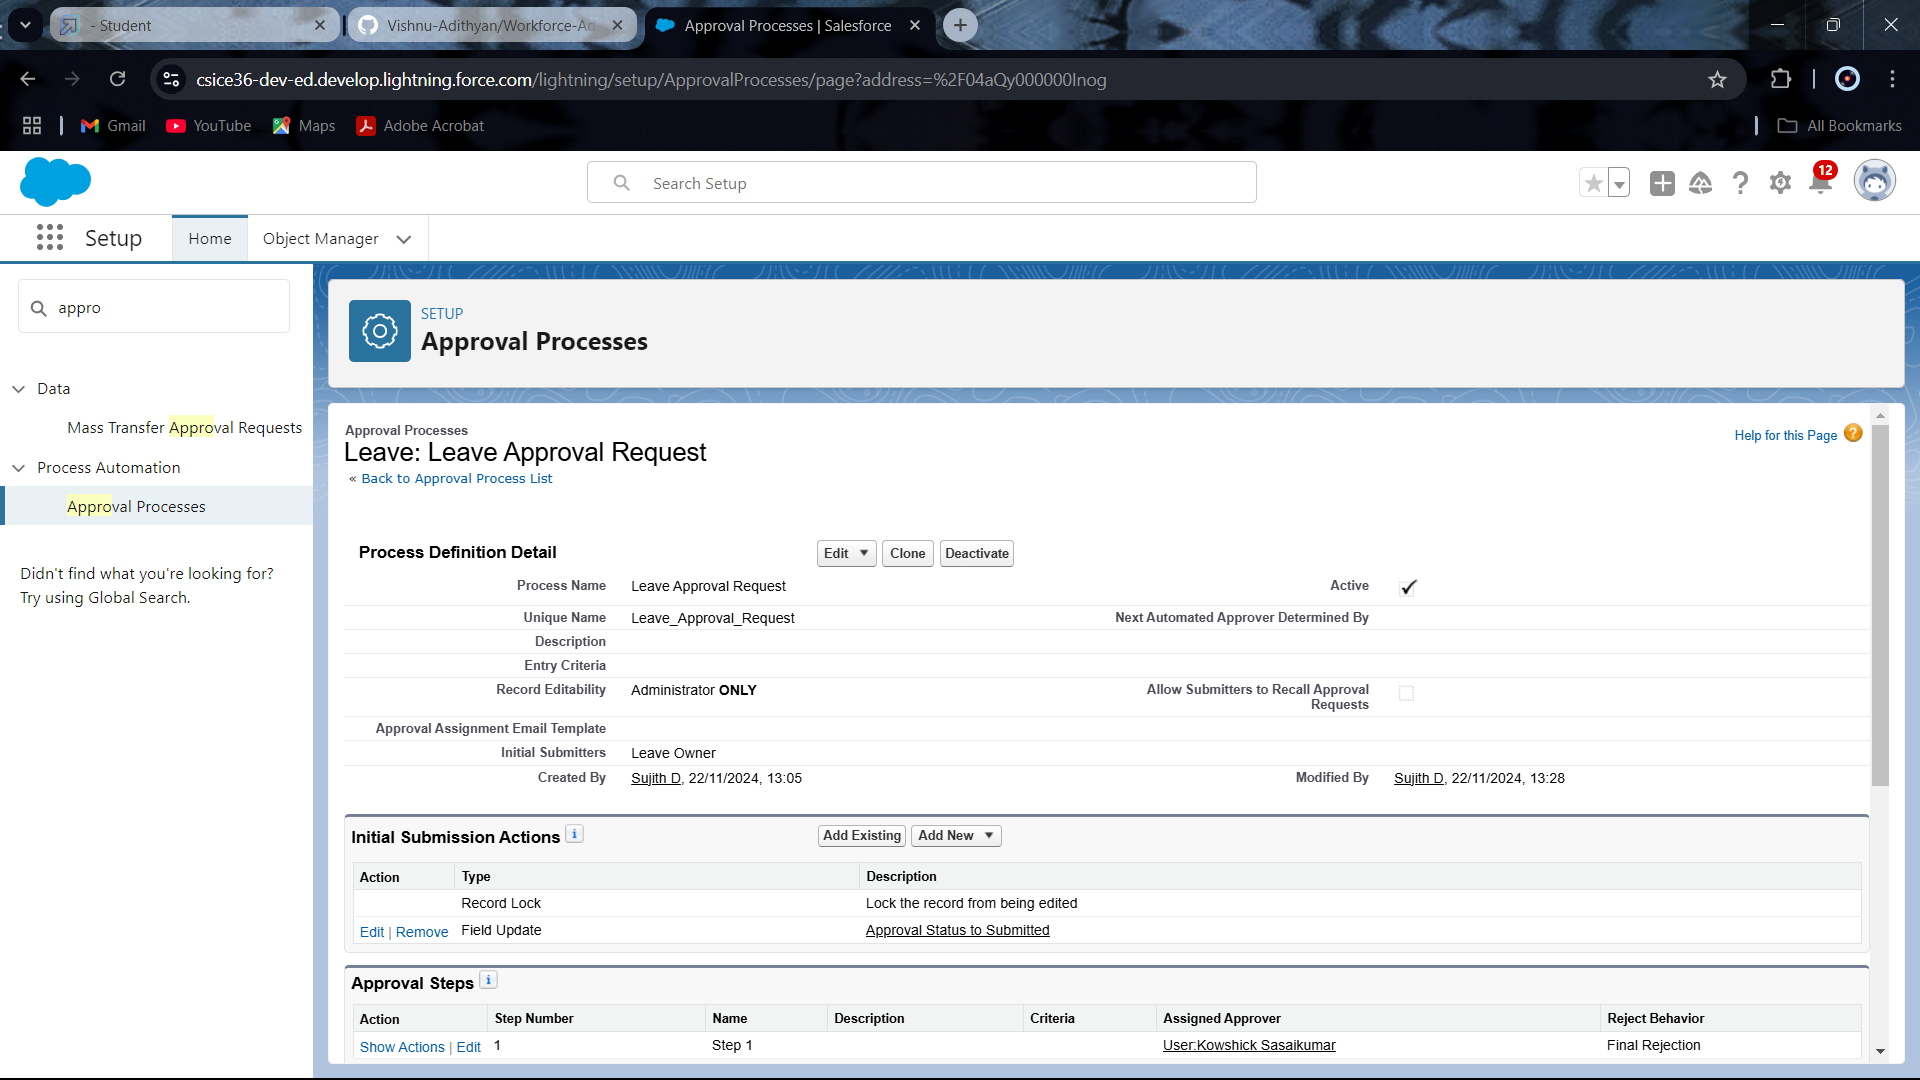 - Student
Vishnu-Adithyan/Workforce-Ad
Approval Processes | Salesforce
csice36-dev-ed.develop.lightning.force.com/lightning/setup/ApprovalProcesses/page?address=%2F04aQy000000Inog
Gmail
YouTube
Maps
Adobe Acrobat
All Bookmarks
Search Setup
12
Setup
Home
Object Manager
appro
Data
Mass Transfer Approval Requests
Process Automation
Approval Processes
Didn't find what you're looking for?
Try using Global Search.
SETUP
Approval Processes
Approval Processes
Leave: Leave Approval Request
« Back to Approval Process List
Help for this Page ?
Process Definition Detail
Edit
Clone
Deactivate
Process Name Leave Approval Request
Active
Unique Name Leave_Approval_Request
Next Automated Approver Determined By
Description
Entry Criteria
Record Editability Administrator ONLY
Allow Submitters to Recall Approval
Requests
Approval Assignment Email Template
Initial Submitters Leave Owner
Created By Sujith D, 22/11/2024, 13:05
Modified By Sujith D, 22/11/2024, 13:28
Initial Submission Actions i
Add Existing
Add New
Action Type Description
Record Lock Lock the record from being edited
Edit | Remove Field Update Approval Status to Submitted
Approval Steps i
Action Step Number Name Description Criteria Assigned Approver Reject Behavior
Show Actions | Edit 1 Step 1 User:Kowshick Sasaikumar Final Rejection